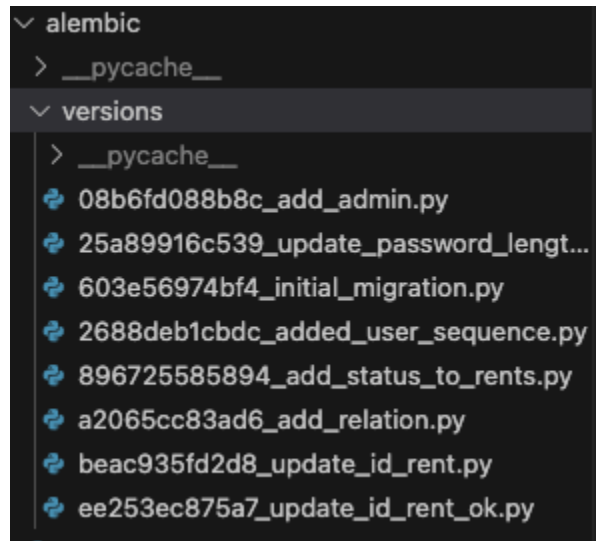 alembic
__pycache__
versions
__pycache__
08b6fd088b8c_add_admin.py
25a89916c539_update_password_lengt...
603e56974bf4_initial_migration.py
2688deb1cbdc_added_user_sequence.py
896725585894_add_status_to_rents.py
a2065cc83ad6_add_relation.py
beac935fd2d8_update_id_rent.py
ee253ec875a7_update_id_rent_ok.py